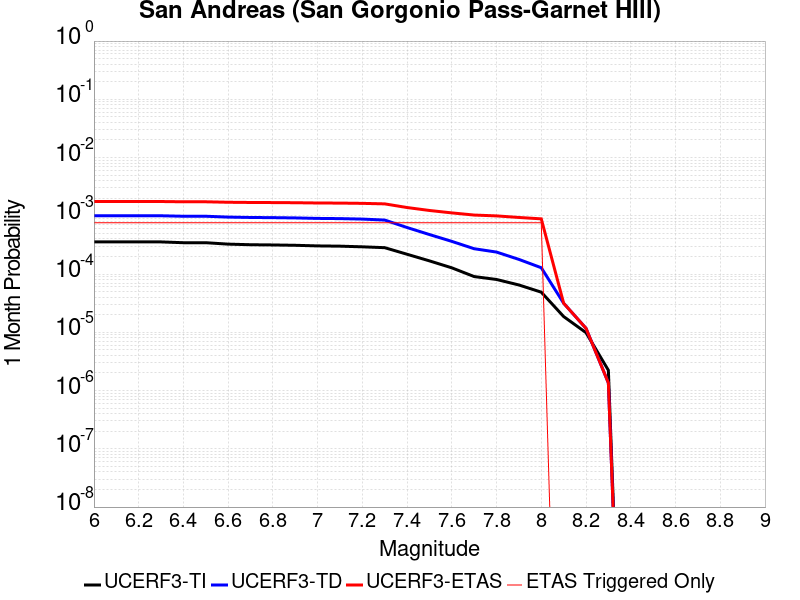 San Andreas (San Gorgonio Pass-Garnet HIll)
1 Month Probability
10^0
10^-1
10^-2
10^-3
10^-4
10^-5
10^-6
10^-7
10^-8
6 6.2 6.4 6.6 6.8 7 7.2 7.4 7.6 7.8 8 8.2 8.4 8.6 8.8 9
Magnitude
UCERF3-TI UCERF3-TD UCERF3-ETAS ETAS Triggered Only